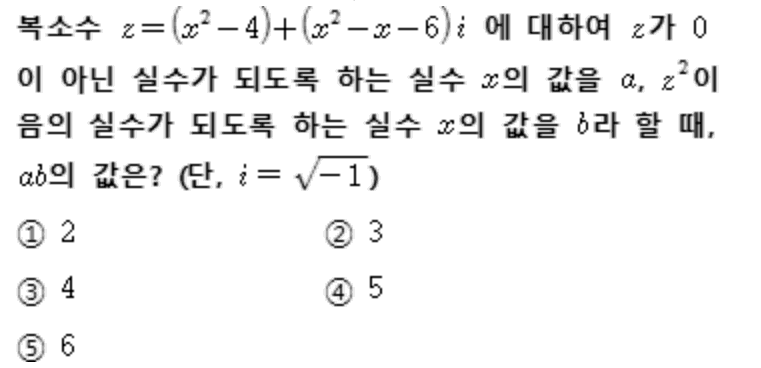 복소수 z=(x²-4)+(x²-x-6)i 에 대하여 z가 0
이 아닌 실수가 되도록 하는 실수 x의 값을 a, z²이
음의 실수가 되도록 하는 실수 x의 값을 b라 할 때,
ab의 값은? (단, i=√-1)
① 2 ② 3
③ 4 ④ 5
⑤ 6